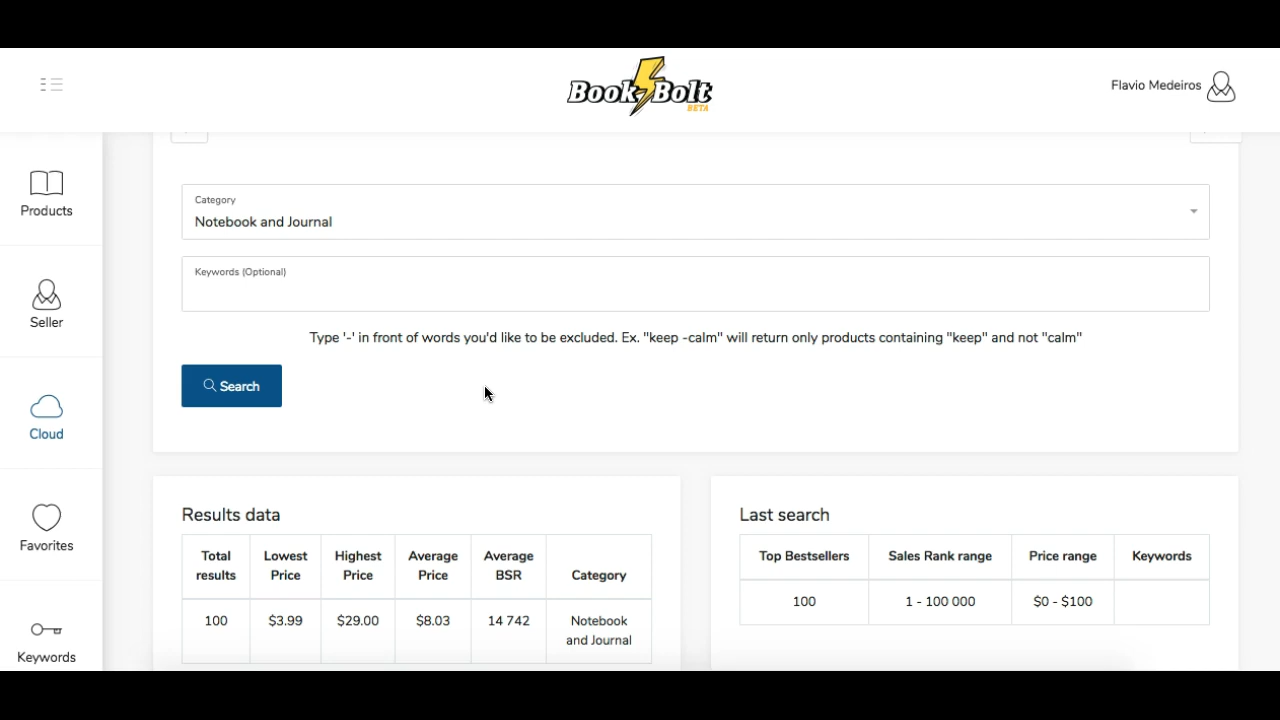 Book Bolt
BETA
Flavio Medeiros
Products
Seller
Cloud
Favorites
Keywords
Category
Notebook and Journal
Keywords (Optional)
Type '-' in front of words you'd like to be excluded. Ex. "keep -calm" will return only products containing "keep" and not "calm"
Search
Results data
Total results Lowest Price Highest Price Average Price Average BSR Category
100 $3.99 $29.00 $8.03 14 742 Notebook and Journal
Last search
Top Bestsellers Sales Rank range Price range Keywords
100 1 - 100 000 $0 - $100